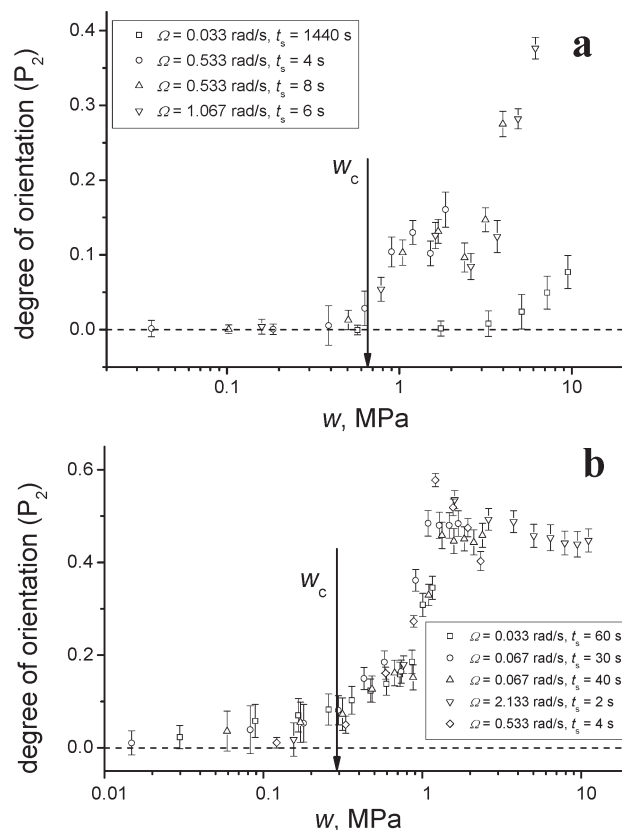 a
Ω = 0.033 rad/s, tₛ = 1440 s
Ω = 0.533 rad/s, tₛ = 4 s
Ω = 0.533 rad/s, tₛ = 8 s
Ω = 1.067 rad/s, tₛ = 6 s
degree of orientation (P₂)
0.4
0.3
0.2
0.1
0.0
w_c
0.1
1
10
w, MPa
b
degree of orientation (P₂)
0.6
0.4
0.2
0.0
w_c
Ω = 0.033 rad/s, tₛ = 60 s
Ω = 0.067 rad/s, tₛ = 30 s
Ω = 0.067 rad/s, tₛ = 40 s
Ω = 2.133 rad/s, tₛ = 2 s
Ω = 0.533 rad/s, tₛ = 4 s
0.01
0.1
1
10
w, MPa